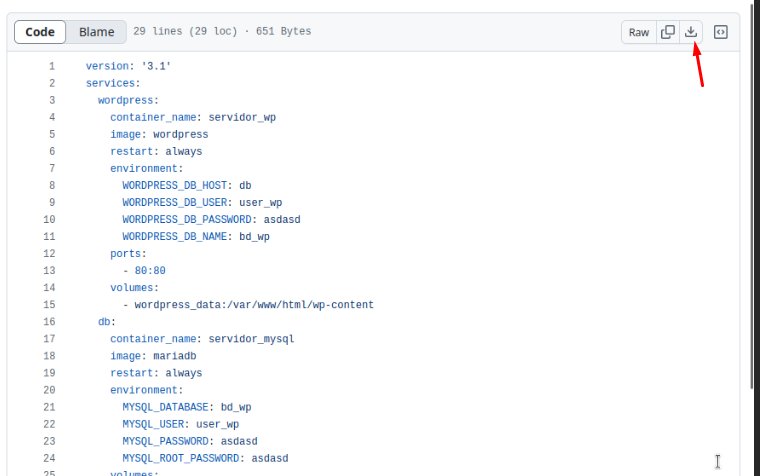 Code Blame 29 lines (29 loc) · 651 Bytes Raw
1 version: '3.1'
2 services:
3   wordpress:
4     container_name: servidor_wp
5     image: wordpress
6     restart: always
7     environment:
8       WORDPRESS_DB_HOST: db
9       WORDPRESS_DB_USER: user_wp
10       WORDPRESS_DB_PASSWORD: asdasd
11       WORDPRESS_DB_NAME: bd_wp
12     ports:
13       - 80:80
14     volumes:
15       - wordpress_data:/var/www/html/wp-content
16   db:
17     container_name: servidor_mysql
18     image: mariadb
19     restart: always
20     environment:
21       MYSQL_DATABASE: bd_wp
22       MYSQL_USER: user_wp
23       MYSQL_PASSWORD: asdasd
24       MYSQL_ROOT_PASSWORD: asdasd
25     volumes: